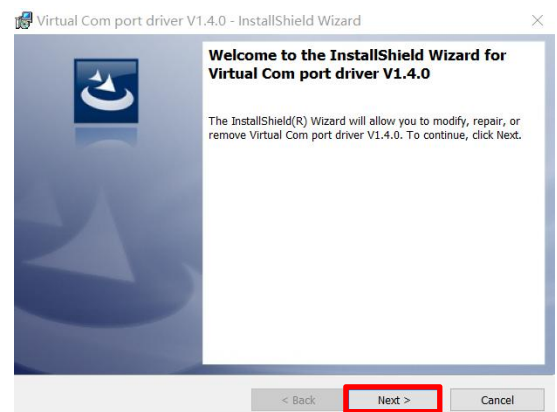 Virtual Com port driver V1.4.0 - InstallShield Wizard
Welcome to the InstallShield Wizard for
Virtual Com port driver V1.4.0
The InstallShield(R) Wizard will allow you to modify, repair, or
remove Virtual Com port driver V1.4.0. To continue, click Next.
< Back Next > Cancel